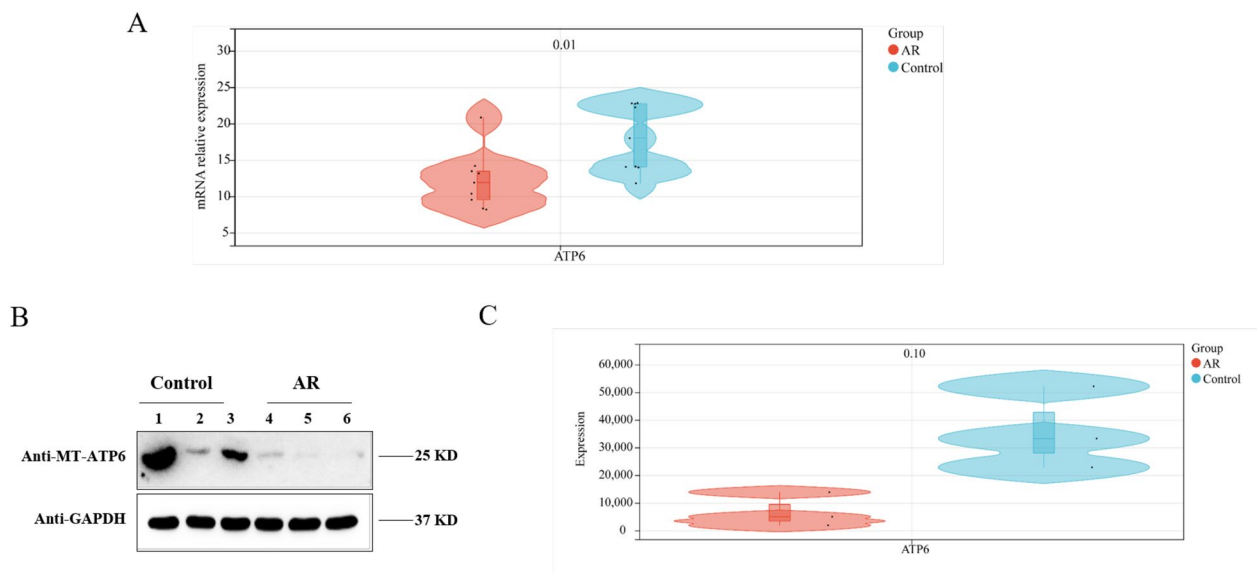 A
0.01
Group
AR
Control
mRNA relative expression
30
25
20
15
10
5
ATP6
B
Control AR
1 2 3 4 5 6
Anti-MT-ATP6 25 KD
Anti-GAPDH 37 KD
C
0.10
Group
AR
Control
Expression
60,000
50,000
40,000
30,000
20,000
10,000
0
ATP6